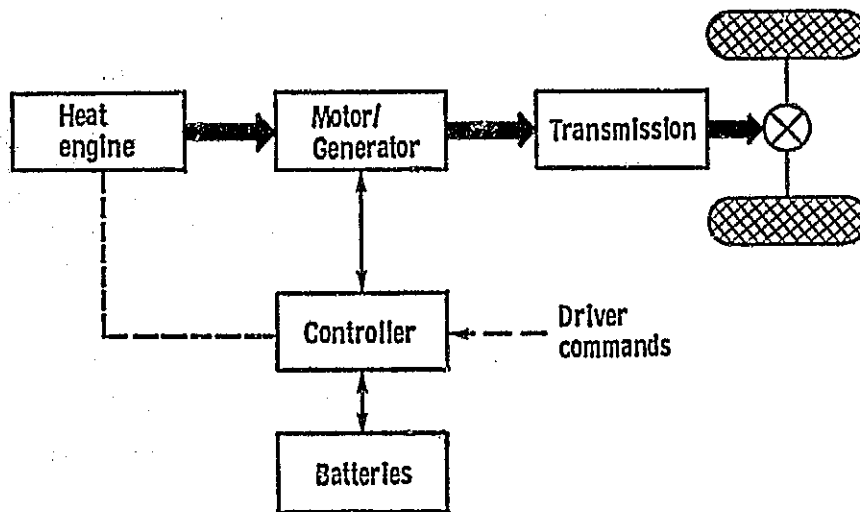 Heat
engine
Motor/
Generator
Transmission
Controller
Driver
commands
Batteries